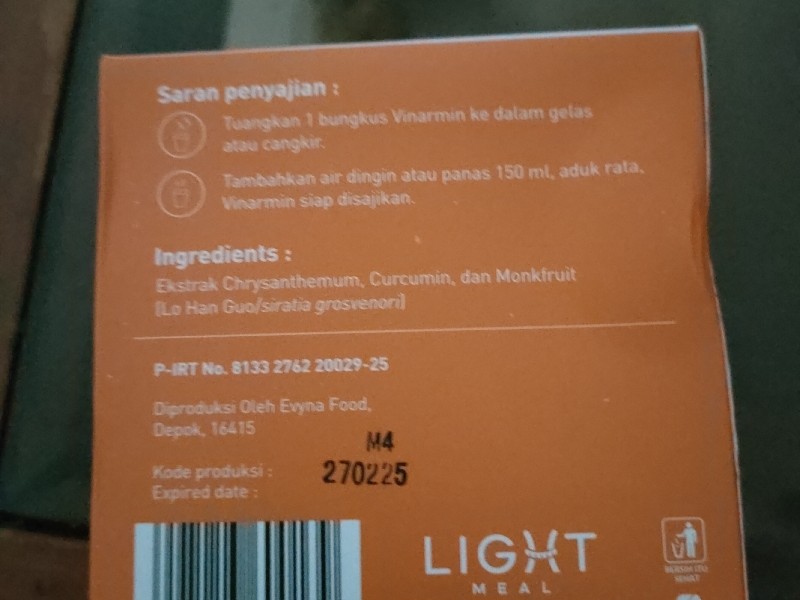 Saran penyajian :
Tuangkan 1 bungkus Vinarmin ke dalam gelas
atau cangkir.
Tambahkan air dingin atau panas 150 ml, aduk rata,
Vinarmin siap disajikan.
Ingredients :
Ekstrak Chrysanthemum, Curcumin, dan Monkfruit
(Lo Han Guo/siratia grosvenori)
P-IRT No. 8133 2762 20029-25
Diproduksi Oleh Evyna Food,
Depok, 16415
M4
Kode produksi :
270225
Expired date :
LIGHT
MEAL